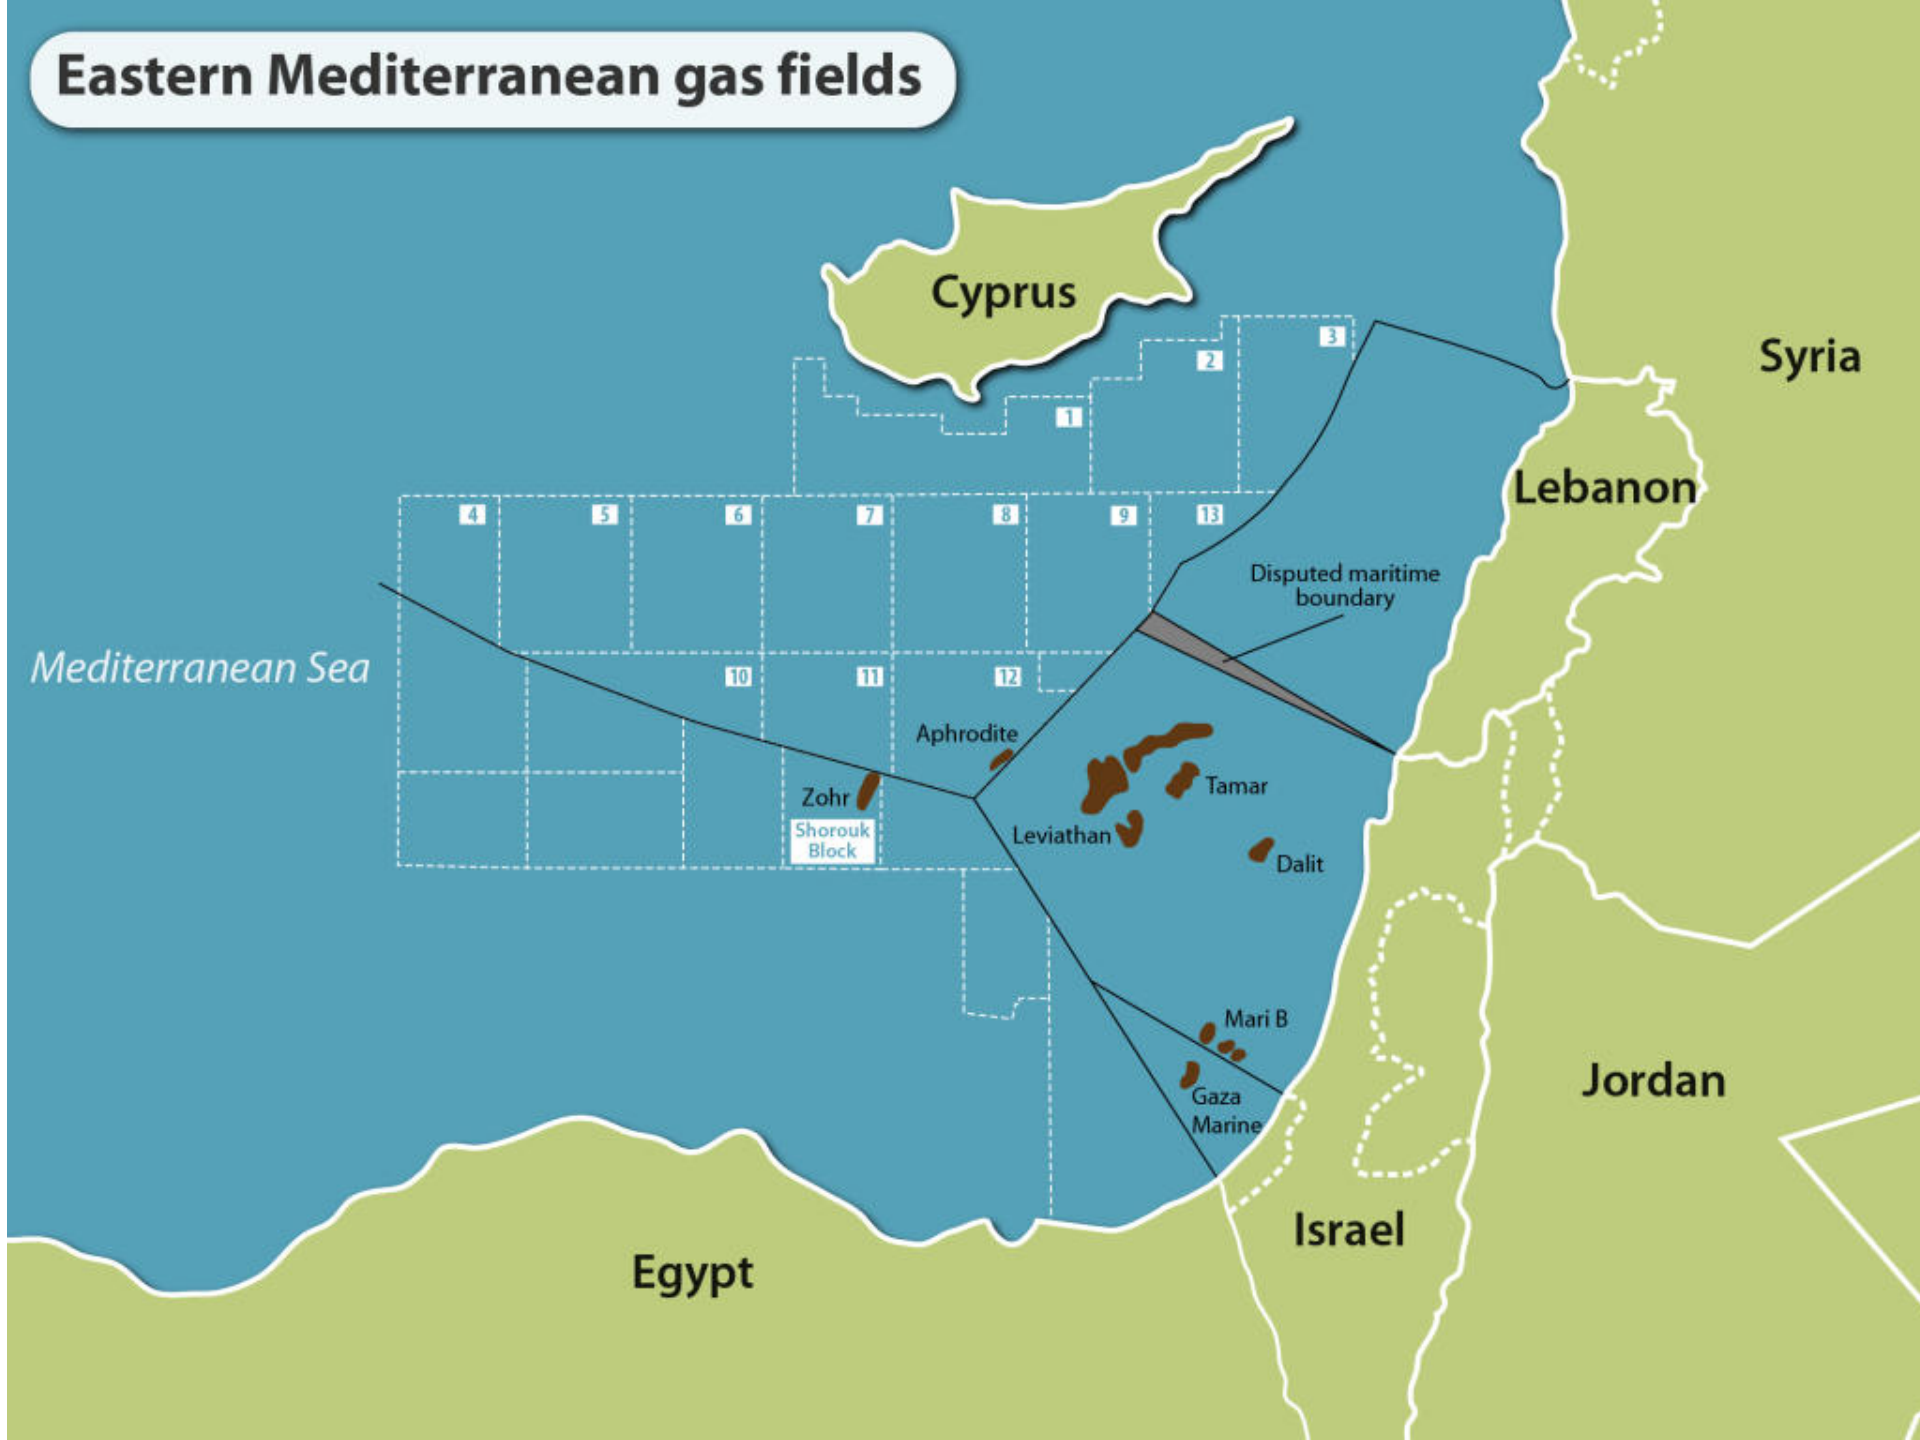 Eastern Mediterranean gas fields
Cyprus
Syria
3
2
1
Lebanon
4
5
6
7
8
9
13
Disputed maritime
boundary
Mediterranean Sea
10
11
12
Aphrodite
Zohr
Tamar
Shorouk
Block
Leviathan
Dalit
Mari B
Gaza
Marine
Jordan
Israel
Egypt